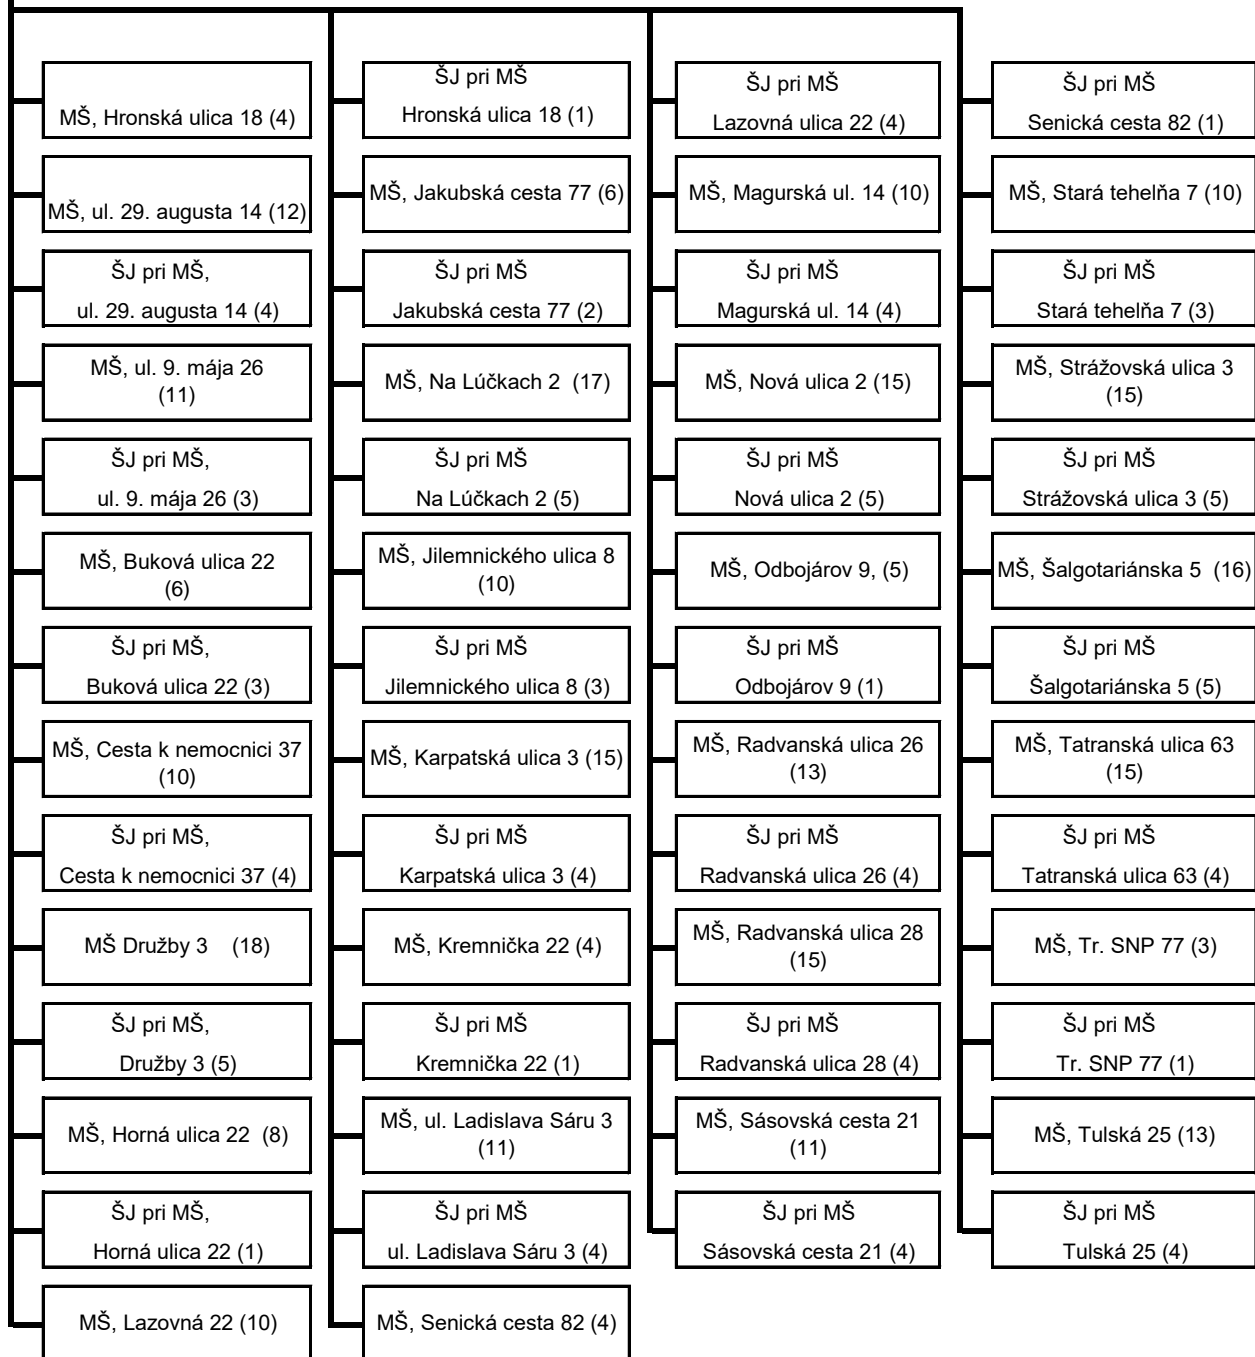 MŠ, Hronská ulica 18 (4)
MŠ, ul. 29. augusta 14 (12)
ŠJ pri MŠ,
ul. 29. augusta 14 (4)
MŠ, ul. 9. mája 26
(11)
ŠJ pri MŠ,
ul. 9. mája 26 (3)
MŠ, Buková ulica 22
(6)
ŠJ pri MŠ,
Buková ulica 22 (3)
MŠ, Cesta k nemocnici 37
(10)
ŠJ pri MŠ,
Cesta k nemocnici 37 (4)
MŠ Družby 3 (18)
ŠJ pri MŠ,
Družby 3 (5)
MŠ, Horná ulica 22 (8)
ŠJ pri MŠ,
Horná ulica 22 (1)
MŠ, Lazovná 22 (10)
ŠJ pri MŠ
Hronská ulica 18 (1)
MŠ, Jakubská cesta 77 (6)
ŠJ pri MŠ
Jakubská cesta 77 (2)
MŠ, Na Lúčkach 2 (17)
ŠJ pri MŠ
Na Lúčkach 2 (5)
MŠ, Jilemnického ulica 8
(10)
ŠJ pri MŠ
Jilemnického ulica 8 (3)
MŠ, Karpatská ulica 3 (15)
ŠJ pri MŠ
Karpatská ulica 3 (4)
MŠ, Kremnička 22 (4)
ŠJ pri MŠ
Kremnička 22 (1)
MŠ, ul. Ladislava Sáru 3
(11)
ŠJ pri MŠ
ul. Ladislava Sáru 3 (4)
MŠ, Senická cesta 82 (4)
ŠJ pri MŠ
Lazovná ulica 22 (4)
MŠ, Magurská ul. 14 (10)
ŠJ pri MŠ
Magurská ul. 14 (4)
MŠ, Nová ulica 2 (15)
ŠJ pri MŠ
Nová ulica 2 (5)
MŠ, Odbojárov 9, (5)
ŠJ pri MŠ
Odbojárov 9 (1)
MŠ, Radvanská ulica 26
(13)
ŠJ pri MŠ
Radvanská ulica 26 (4)
MŠ, Radvanská ulica 28
(15)
ŠJ pri MŠ
Radvanská ulica 28 (4)
MŠ, Sásovská cesta 21
(11)
ŠJ pri MŠ
Sásovská cesta 21 (4)
ŠJ pri MŠ
Senická cesta 82 (1)
MŠ, Stará tehelňa 7 (10)
ŠJ pri MŠ
Stará tehelňa 7 (3)
MŠ, Strážovská ulica 3
(15)
ŠJ pri MŠ
Strážovská ulica 3 (5)
MŠ, Šalgotariánska 5 (16)
ŠJ pri MŠ
Šalgotariánska 5 (5)
MŠ, Tatranská ulica 63
(15)
ŠJ pri MŠ
Tatranská ulica 63 (4)
MŠ, Tr. SNP 77 (3)
ŠJ pri MŠ
Tr. SNP 77 (1)
MŠ, Tulská 25 (13)
ŠJ pri MŠ
Tulská 25 (4)